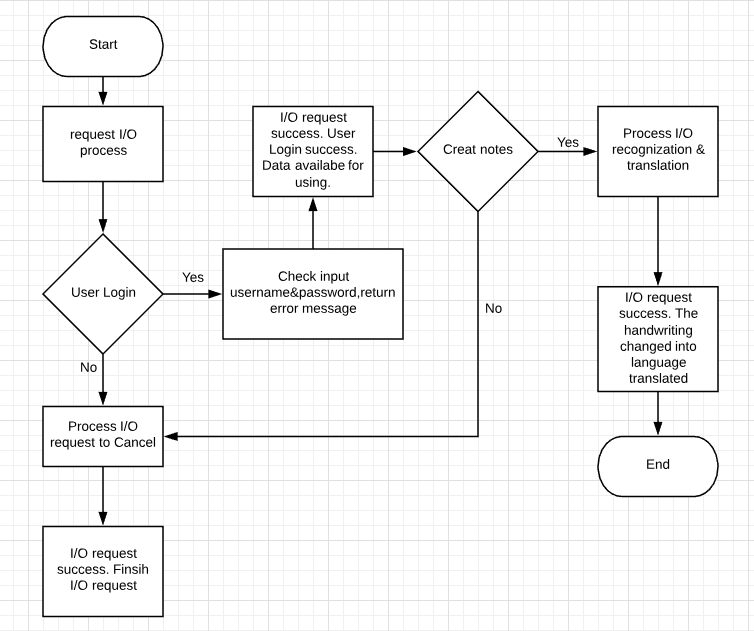 Start
request I/O
process
User Login
Yes
No
Check input
username&password,return
error message
I/O request
success. User
Login success.
Data availabe for
using.
Creat notes
Yes
No
Process I/O
recognization &
translation
I/O request
success. The
handwriting
changed into
language
translated
End
Process I/O
request to Cancel
I/O request
success. Finsih
I/O request